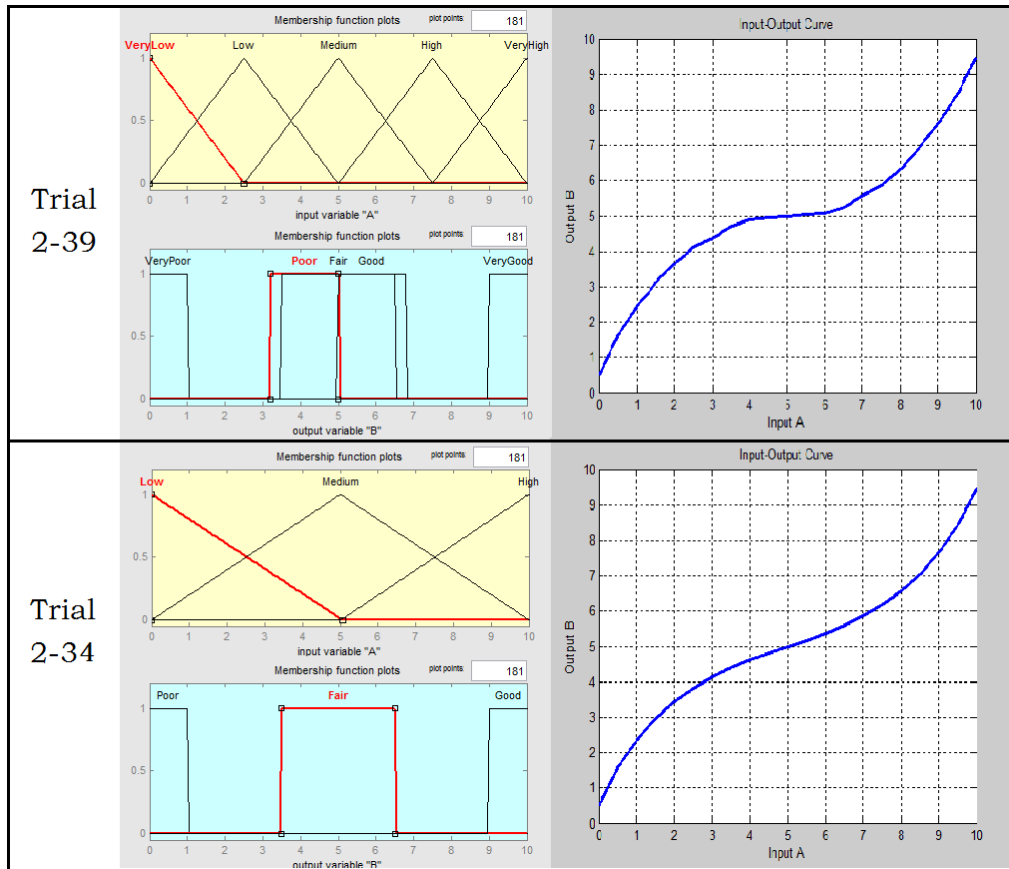 Trial
2-39
Membership function plots plot points: 181
VeryLow Low Medium High VeryHigh
1
0.5
0
0 1 2 3 4 5 6 7 8 9 10
input variable "A"
Membership function plots plot points: 181
VeryPoor Poor Fair Good VeryGood
1
0.5
0
0 1 2 3 4 5 6 7 8 9 10
output variable "B"
Input-Output Curve
10
9
8
7
6
5
4
3
2
1
0
Output B
0 1 2 3 4 5 6 7 8 9 10
Input A
Trial
2-34
Membership function plots plot points: 181
Low Medium High
1
0.5
0
0 1 2 3 4 5 6 7 8 9 10
input variable "A"
Membership function plots plot points: 181
Poor Fair Good
1
0.5
0
0 1 2 3 4 5 6 7 8 9 10
output variable "B"
Input-Output Curve
10
9
8
7
6
5
4
3
2
1
0
Output B
0 1 2 3 4 5 6 7 8 9 10
Input A